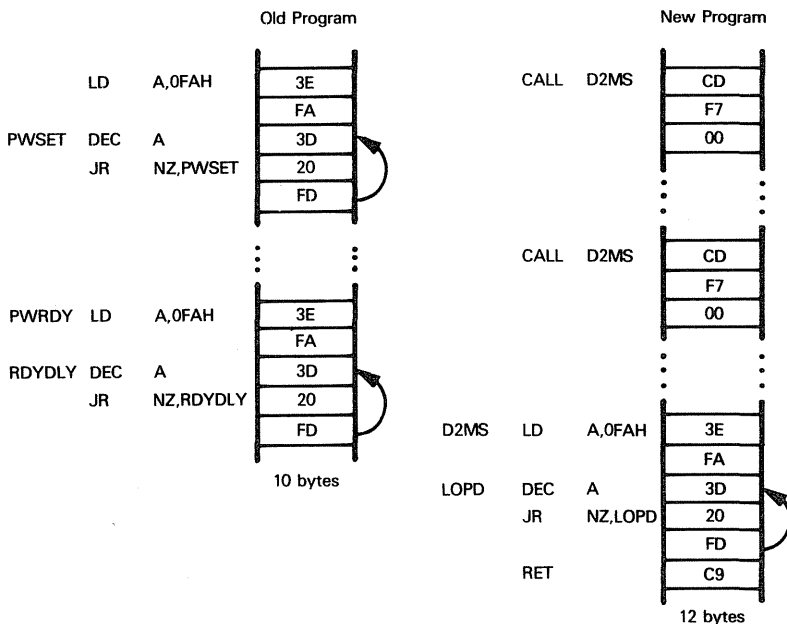 Old Program
LD A,0FAH 3E
FA
PWSET DEC A 3D
JR NZ,PWSET 20
FD
PWRDY LD A,0FAH 3E
FA
RDYDLY DEC A 3D
JR NZ,RDYDLY 20
FD
10 bytes
New Program
CALL D2MS CD
F7
00
CALL D2MS CD
F7
00
D2MS LD A,0FAH 3E
FA
LOPD DEC A 3D
JR NZ,LOPD 20
FD
RET C9
12 bytes